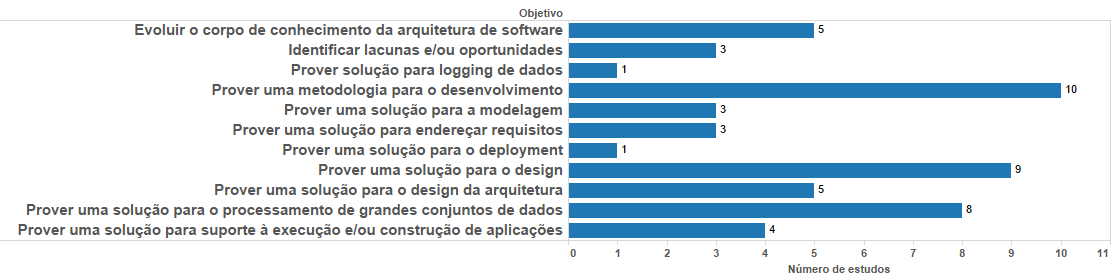 Objetivo
Evoluir o corpo de conhecimento da arquitetura de software 5
Identificar lacunas e/ou oportunidades 3
Prover solução para logging de dados 1
Prover uma metodologia para o desenvolvimento 10
Prover uma solução para a modelagem 3
Prover uma solução para endereçar requisitos 3
Prover uma solução para o deployment 1
Prover uma solução para o design 9
Prover uma solução para o design da arquitetura 5
Prover uma solução para o processamento de grandes conjuntos de dados 8
Prover uma solução para suporte à execução e/ou construção de aplicações 4
0 1 2 3 4 5 6 7 8 9 10 11
Número de estudos